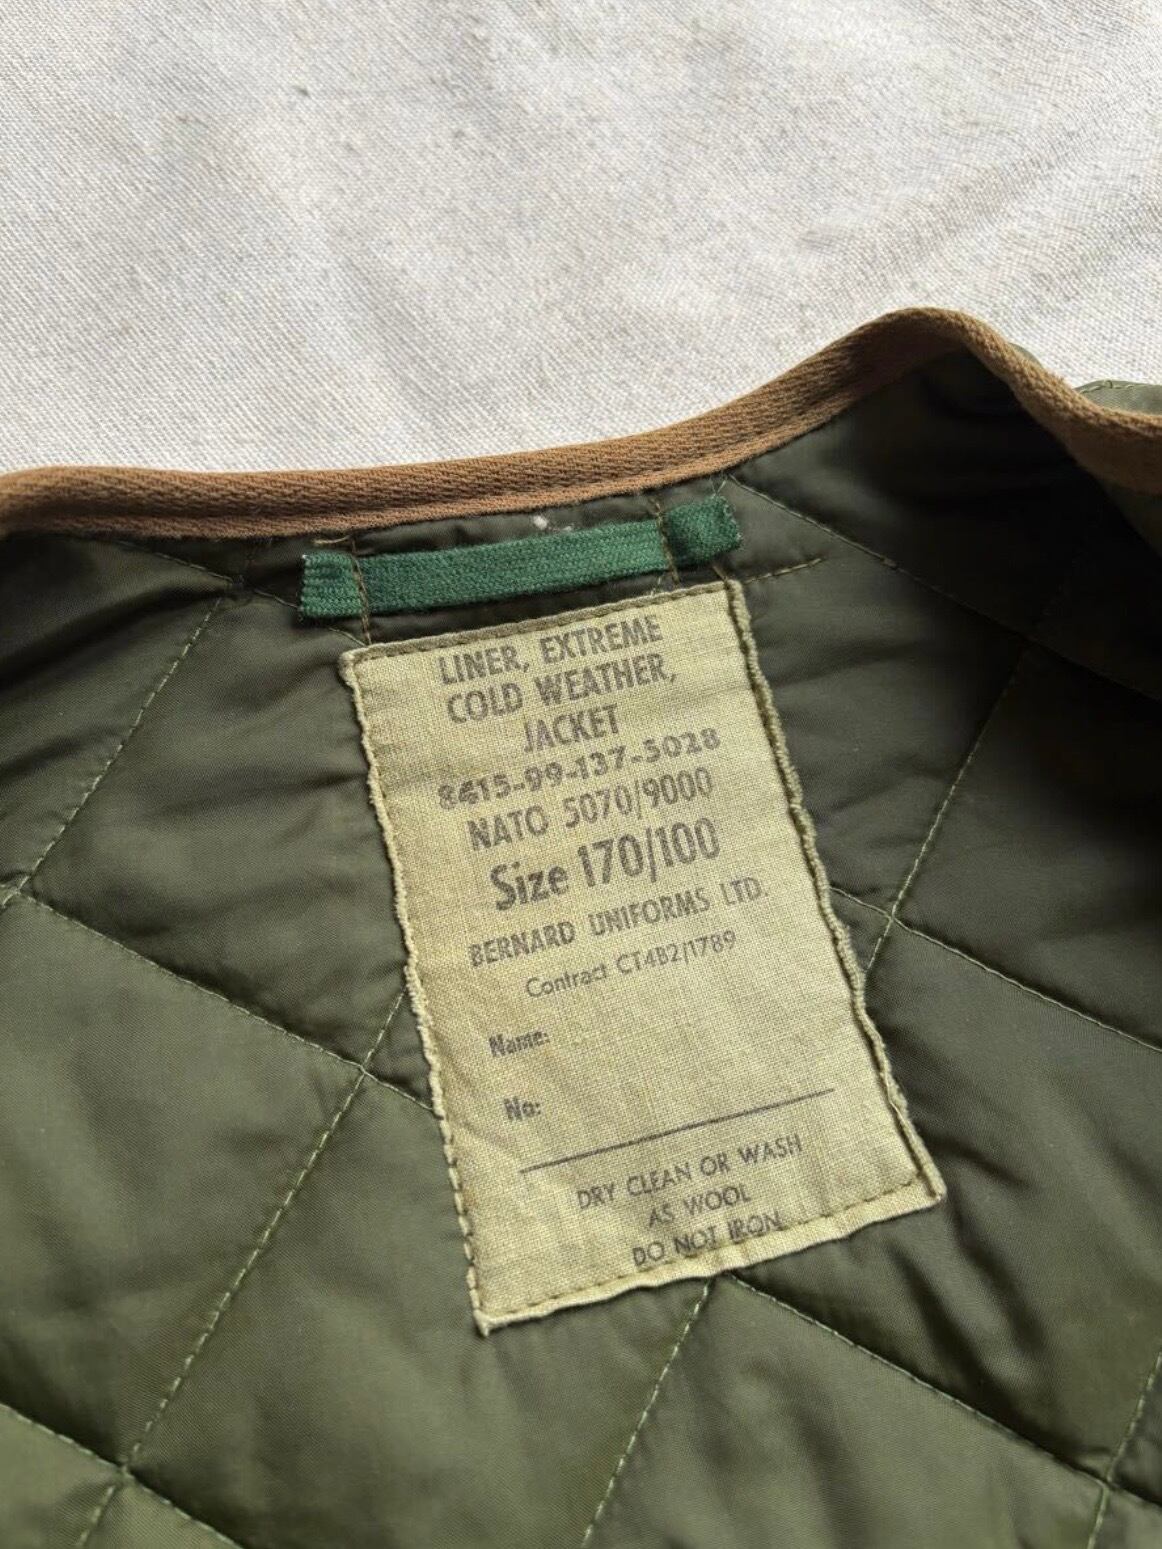 LINER, EXTREME
COLD WEATHER,
JACKET
8415-99-137-5028
NATO 5070/9000
Size 170/100
BERNARD UNIFORMS LTD.
Contract CT4B2/1789
Name:
No:
DRY CLEAN OR WASH
AS WOOL
DO NOT IRON